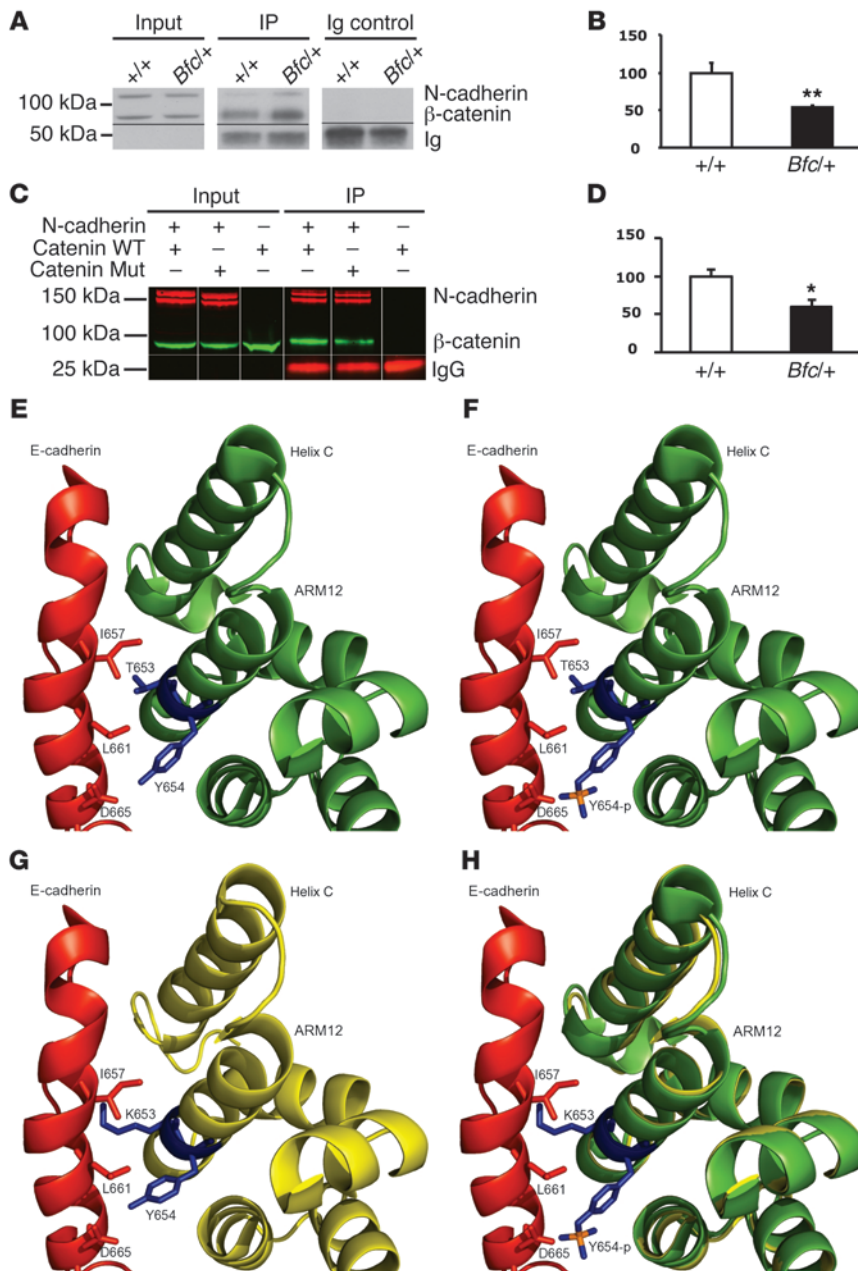 A
Input
IP
Ig control
+/+
Bfc/+
+/+
Bfc/+
+/+
Bfc/+
100 kDa
50 kDa
N-cadherin
β-catenin
Ig
B
150
100
50
0
**
+/+
Bfc/+
C
Input
IP
N-cadherin + + − + + −
Catenin WT + − + + − +
Catenin Mut − + − − + −
150 kDa
100 kDa
25 kDa
N-cadherin
β-catenin
IgG
D
150
100
50
0
*
+/+
Bfc/+
E
E-cadherin
Helix C
ARM12
I657
T653
L661
Y654
D665
F
E-cadherin
Helix C
ARM12
I657
T653
L661
D665
Y654-p
G
E-cadherin
Helix C
ARM12
I657
K653
L661
Y654
D665
H
E-cadherin
Helix C
ARM12
I657
K653
L661
D665
Y654-p